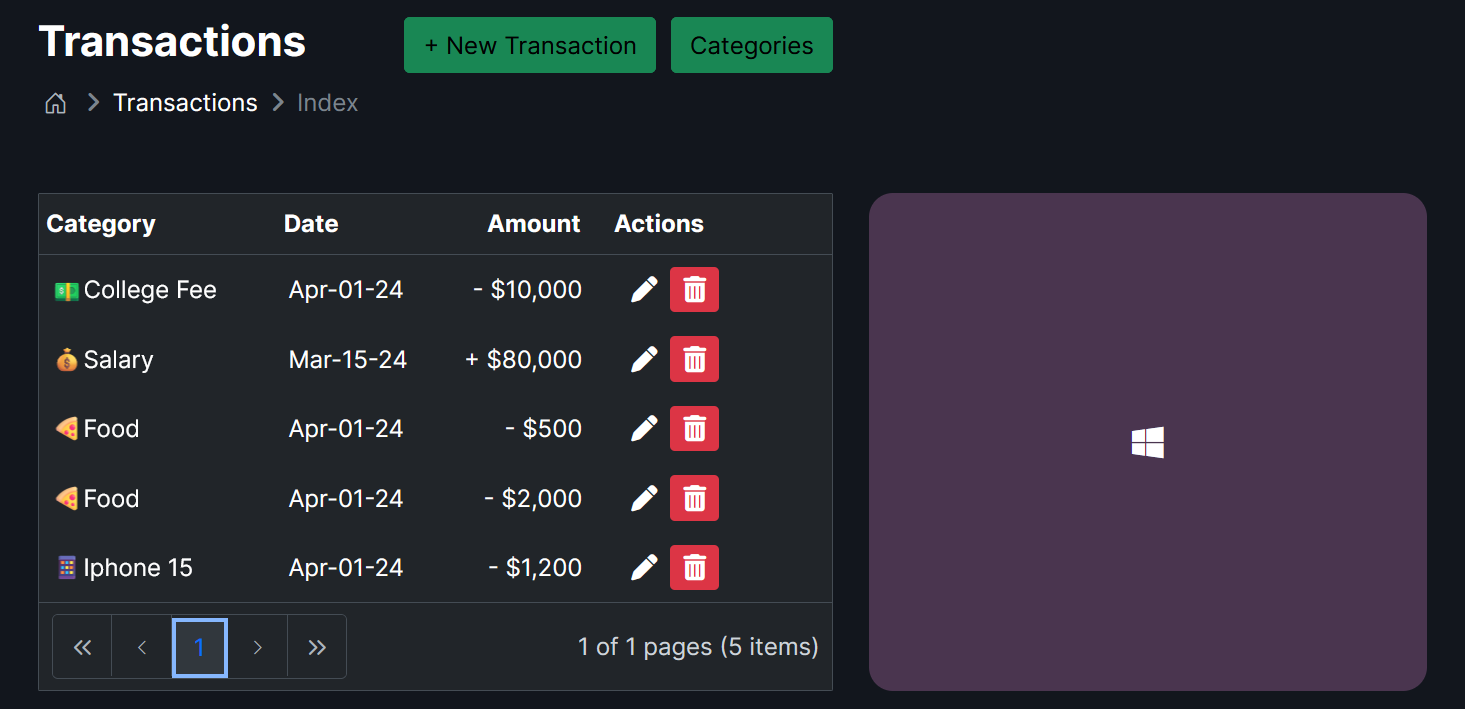 Transactions + New Transaction Categories
Transactions Index
Category Date Amount Actions
College Fee Apr-01-24 - $10,000
Salary Mar-15-24 + $80,000
Food Apr-01-24 - $500
Food Apr-01-24 - $2,000
Iphone 15 Apr-01-24 - $1,200
« ‹ 1 › » 1 of 1 pages (5 items)